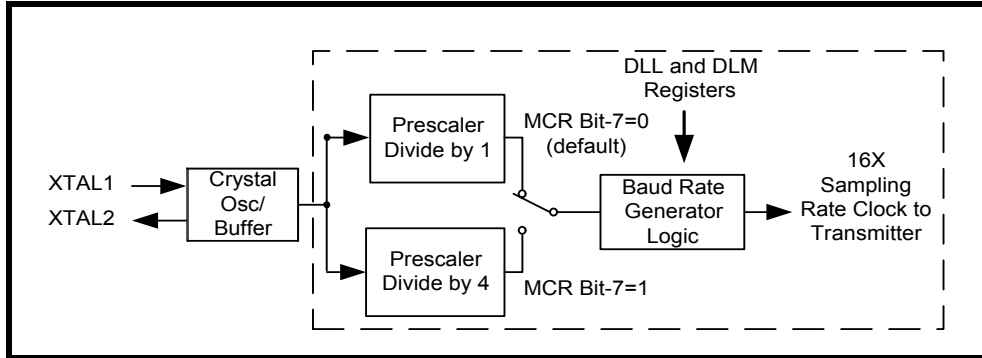 XTAL1
XTAL2
Crystal
Osc/
Buffer
Prescaler
Divide by 1
Prescaler
Divide by 4
MCR Bit-7=0
(default)
MCR Bit-7=1
DLL and DLM
Registers
Baud Rate
Generator
Logic
16X
Sampling
Rate Clock to
Transmitter